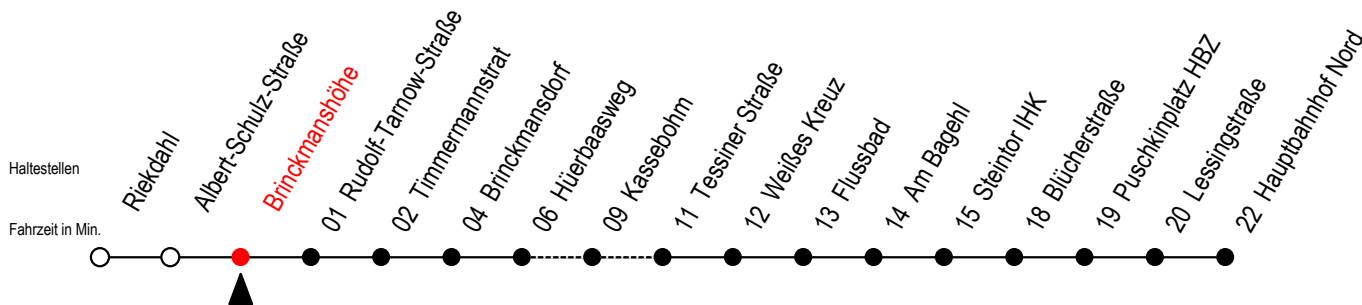 Haltestellen
Fahrzeit in Min.
Riekdahl
Albert-Schulz-Straße
Brinckmanshöhe
01 Rudolf-Tarnow-Straße
02 Timmermannstrat
04 Brinckmansdorf
06 Hüerbaasweg
09 Kassebohm
11 Tessiner Straße
12 Weißes Kreuz
13 Flussbad
14 Am Bagehl
15 Steintor IHK
18 Blücherstraße
19 Puschkinplatz HBZ
20 Lessingstraße
22 Hauptbahnhof Nord